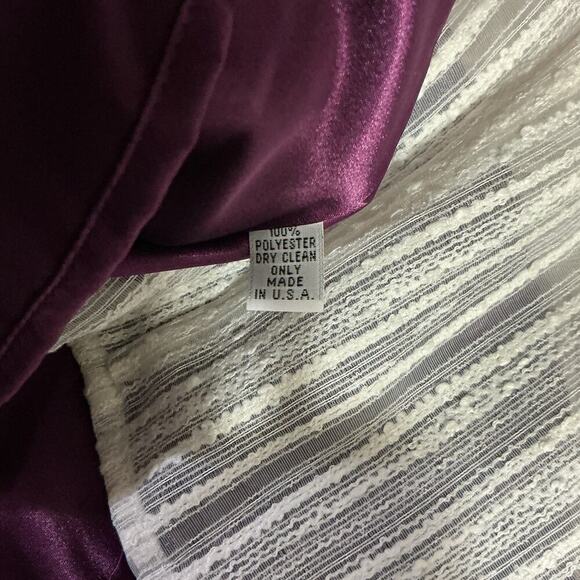 100%
POLYESTER
DRY CLEAN
ONLY
MADE
IN U.S.A.